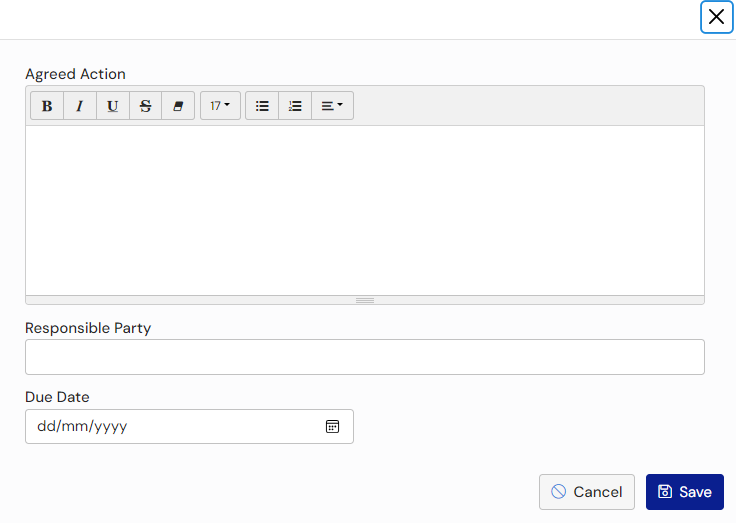 Agreed Action
B I U S 17
Responsible Party
Due Date
dd/mm/yyyy
Cancel Save